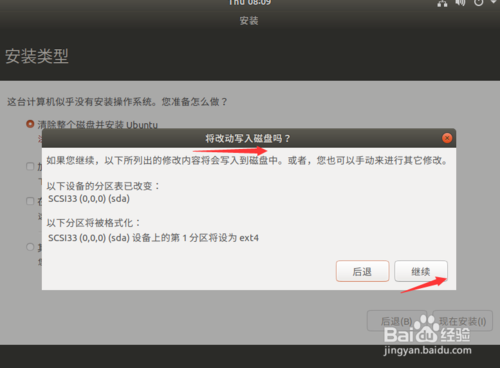 Thu 08:09
安装
安装类型
这台计算机似乎没有安装操作系统。您准备怎么做？
清除整个磁盘并安装 Ubuntu
将改动写入磁盘吗？
如果您继续，以下所列出的修改内容将会写入到磁盘中。或者，您也可以手动来进行其它修改。
以下设备的分区表已改变：
SCSI33 (0,0,0) (sda)
以下分区将被格式化：
SCSI33 (0,0,0) (sda) 设备上的第 1 分区将设为 ext4
后退
继续
后退(B)
现在安装(I)
Baidu 经验
jingyan.baidu.com